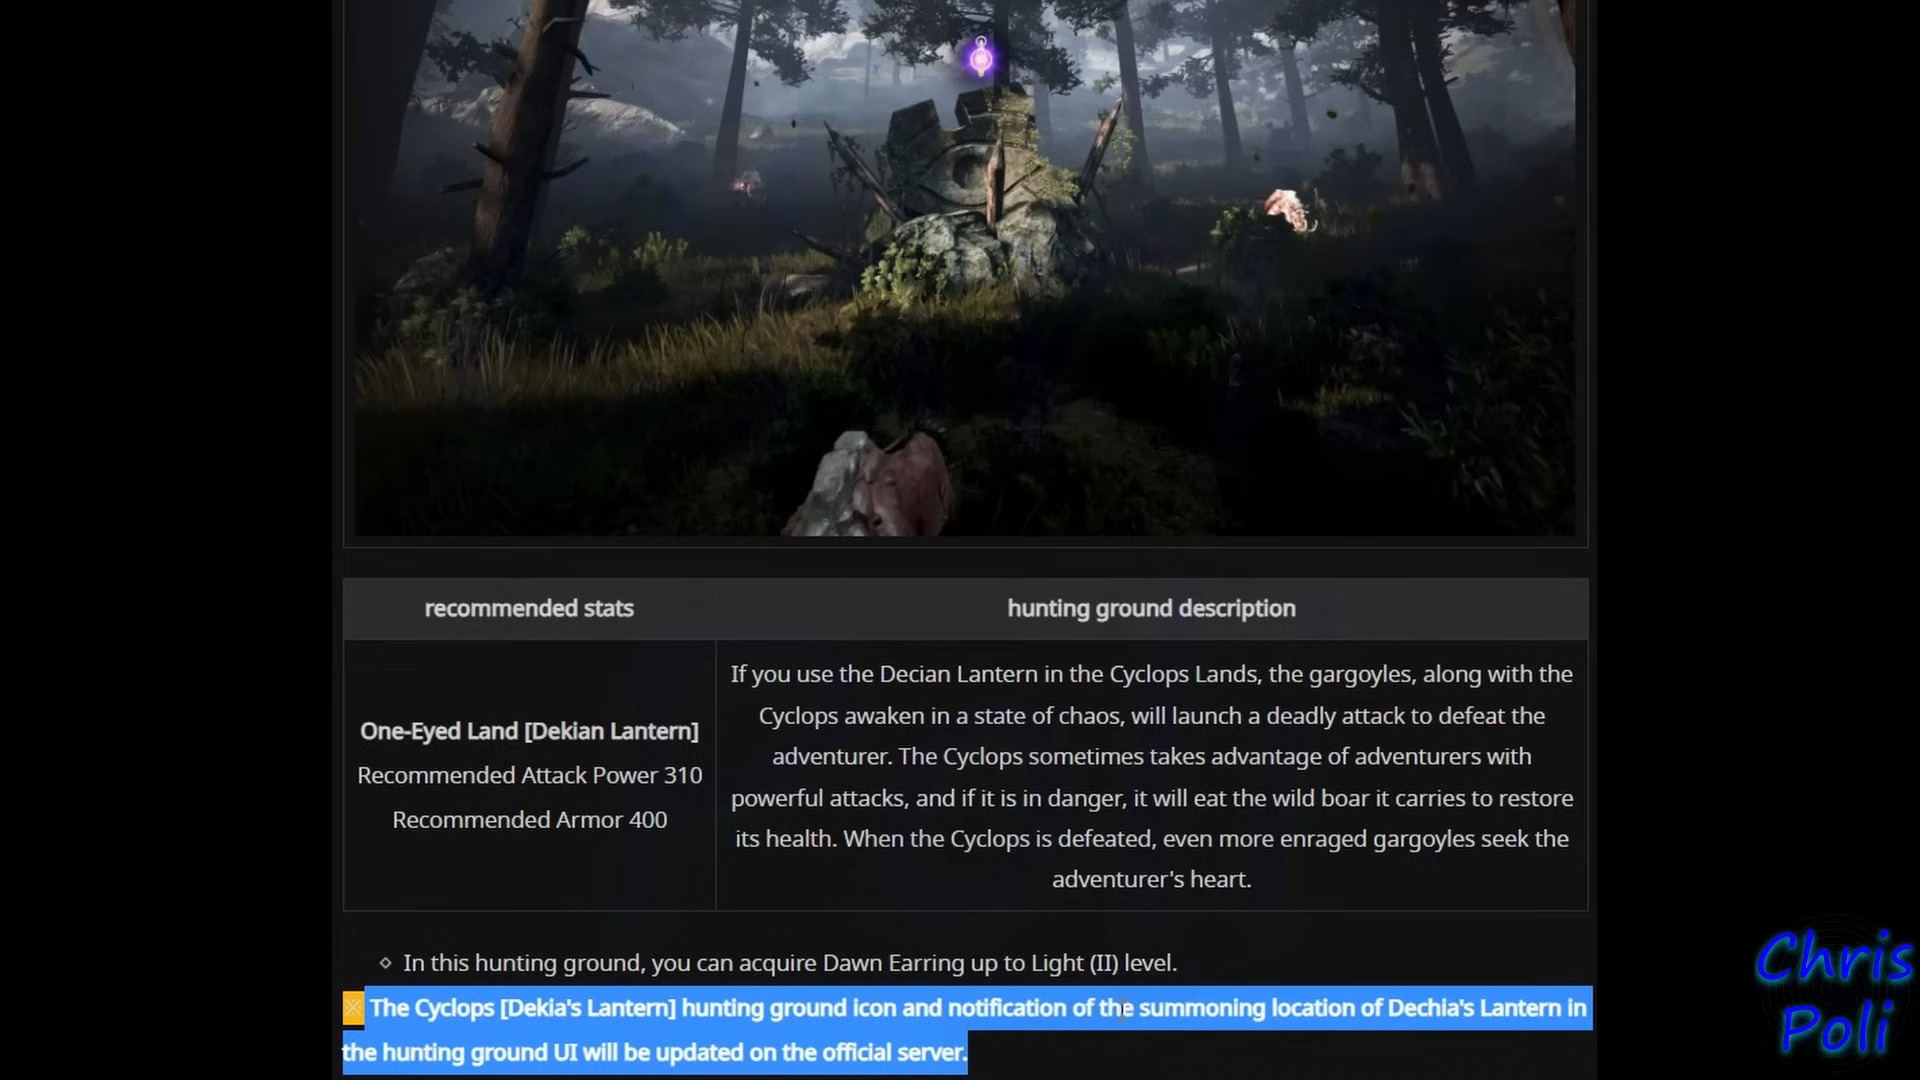 recommended stats
hunting ground description
One-Eyed Land [Dekian Lantern]
Recommended Attack Power 310
Recommended Armor 400
If you use the Decian Lantern in the Cyclops Lands, the gargoyles, along with the
Cyclops awaken in a state of chaos, will launch a deadly attack to defeat the
adventurer. The Cyclops sometimes takes advantage of adventurers with
powerful attacks, and if it is in danger, it will eat the wild boar it carries to restore
its health. When the Cyclops is defeated, even more enraged gargoyles seek the
adventurer's heart.
◇ In this hunting ground, you can acquire Dawn Earring up to Light (II) level.
※ The Cyclops [Dekia's Lantern] hunting ground icon and notification of the summoning location of Dechia's Lantern in
the hunting ground UI will be updated on the official server.
Chris
Poli